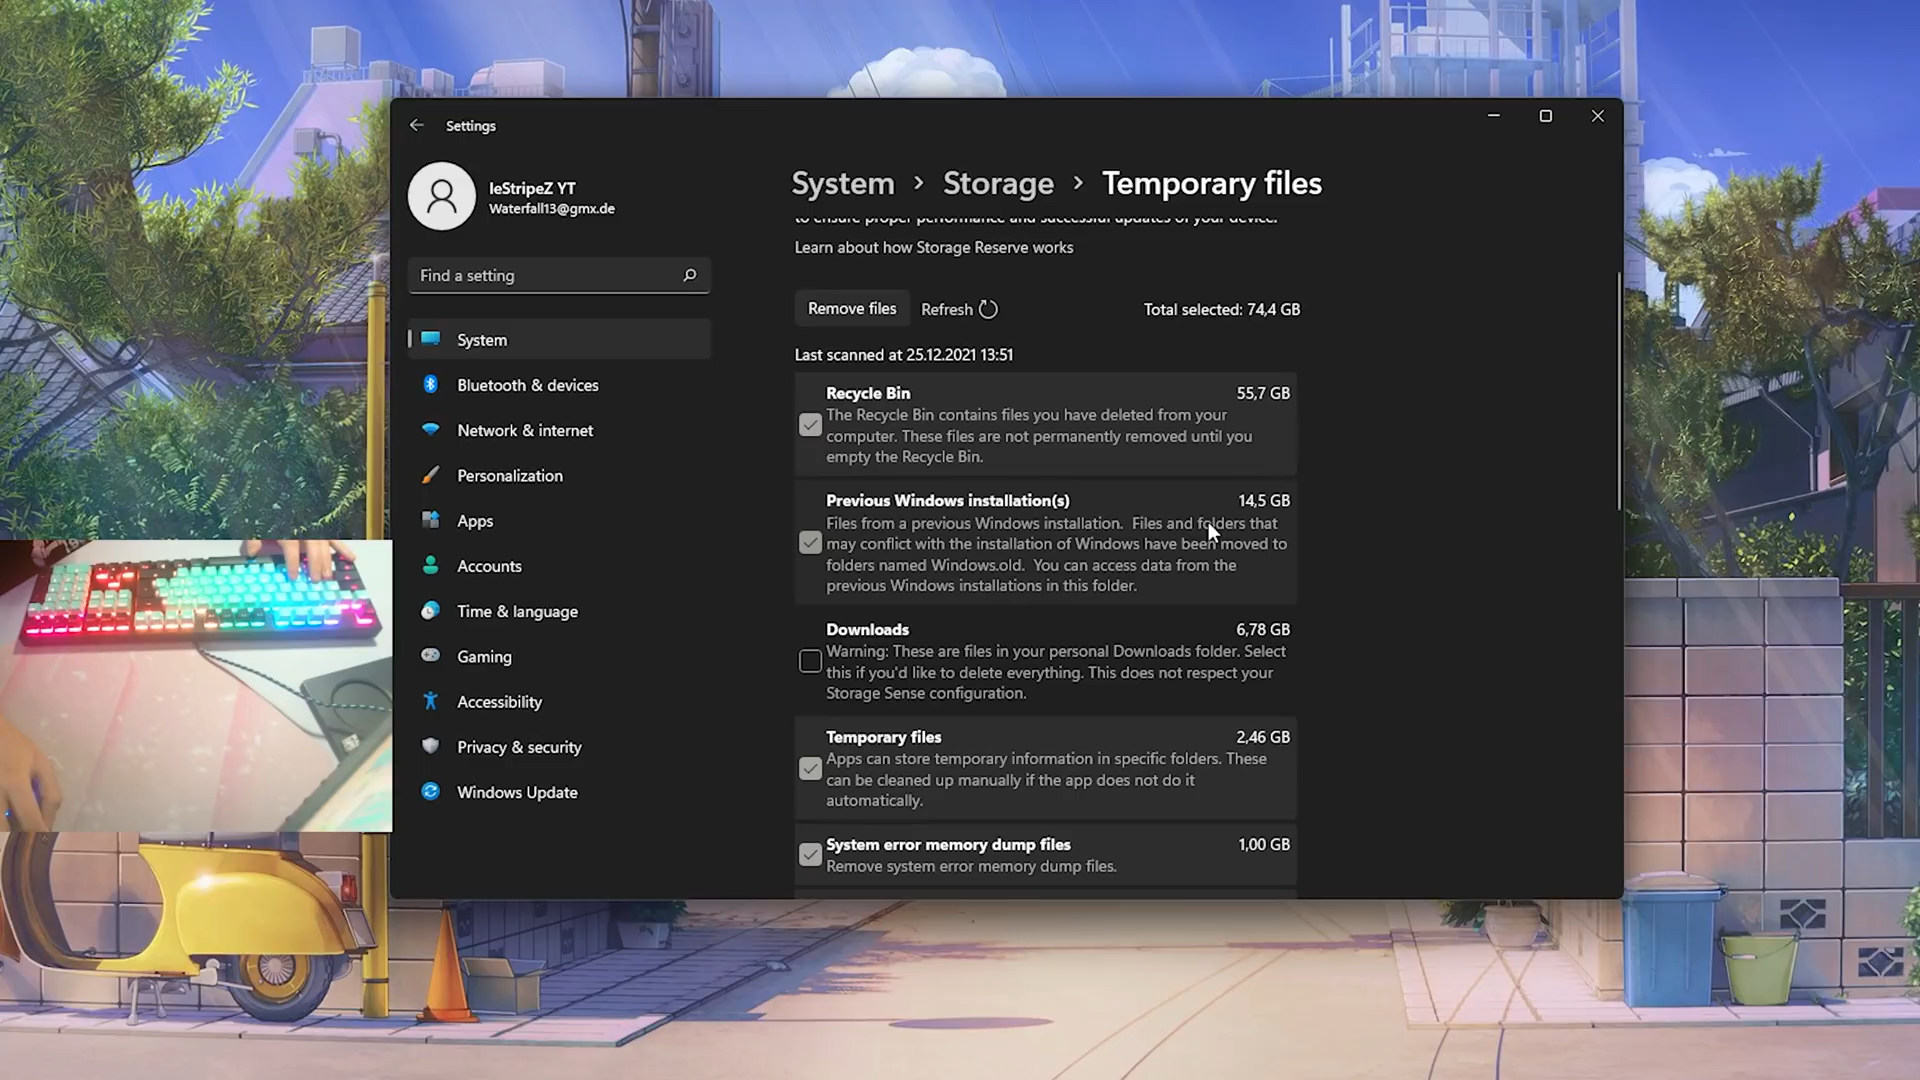 Settings
leStripeZ YT
Waterfall13@gmx.de
Find a setting
System
Bluetooth & devices
Network & internet
Personalization
Apps
Accounts
Time & language
Gaming
Accessibility
Privacy & security
Windows Update
System > Storage > Temporary files
to ensure proper performance and successful updates of your device.
Learn about how Storage Reserve works
Remove files Refresh Total selected: 74,4 GB
Last scanned at 25.12.2021 13:51
Recycle Bin 55,7 GB
The Recycle Bin contains files you have deleted from your
computer. These files are not permanently removed until you
empty the Recycle Bin.
Previous Windows installation(s) 14,5 GB
Files from a previous Windows installation. Files and folders that
may conflict with the installation of Windows have been moved to
folders named Windows.old. You can access data from the
previous Windows installations in this folder.
Downloads 6,78 GB
Warning: These are files in your personal Downloads folder. Select
this if you'd like to delete everything. This does not respect your
Storage Sense configuration.
Temporary files 2,46 GB
Apps can store temporary information in specific folders. These
can be cleaned up manually if the app does not do it
automatically.
System error memory dump files 1,00 GB
Remove system error memory dump files.